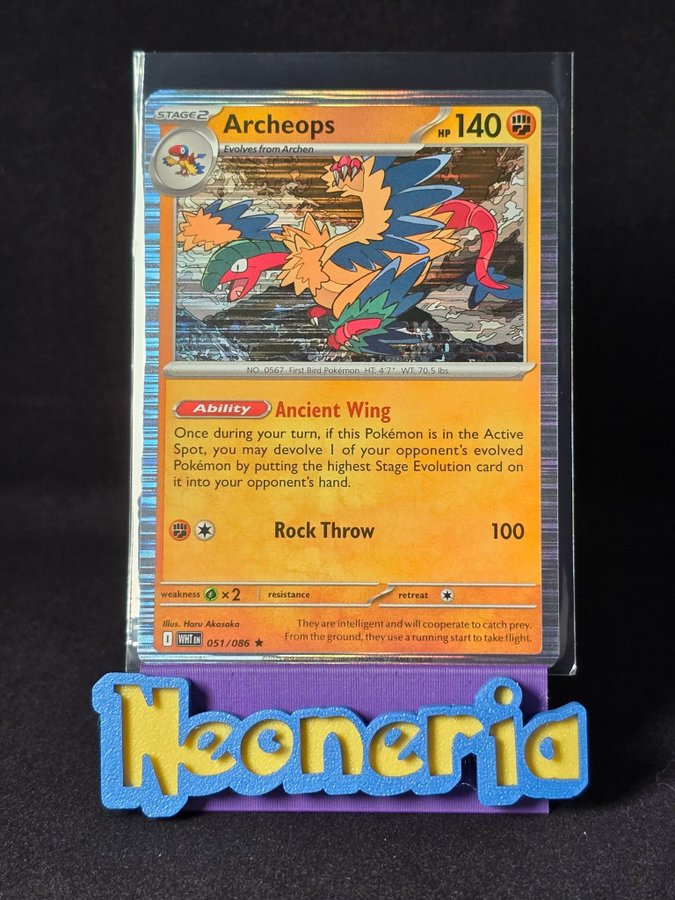 STAGE2
Archeops
HP 140
Evolves from Archen
NO. 0567 First Bird Pokémon HT: 4'7" WT: 70.5 lbs.
Ability Ancient Wing
Once during your turn, if this Pokémon is in the Active
Spot, you may devolve 1 of your opponent's evolved
Pokémon by putting the highest Stage Evolution card on
it into your opponent's hand.
Rock Throw 100
weakness ×2 resistance retreat
Illus. Haru Akasaka
I WHT EN 051/086 ★
They are intelligent and will cooperate to catch prey.
From the ground, they use a running start to take flight.
Neoneria